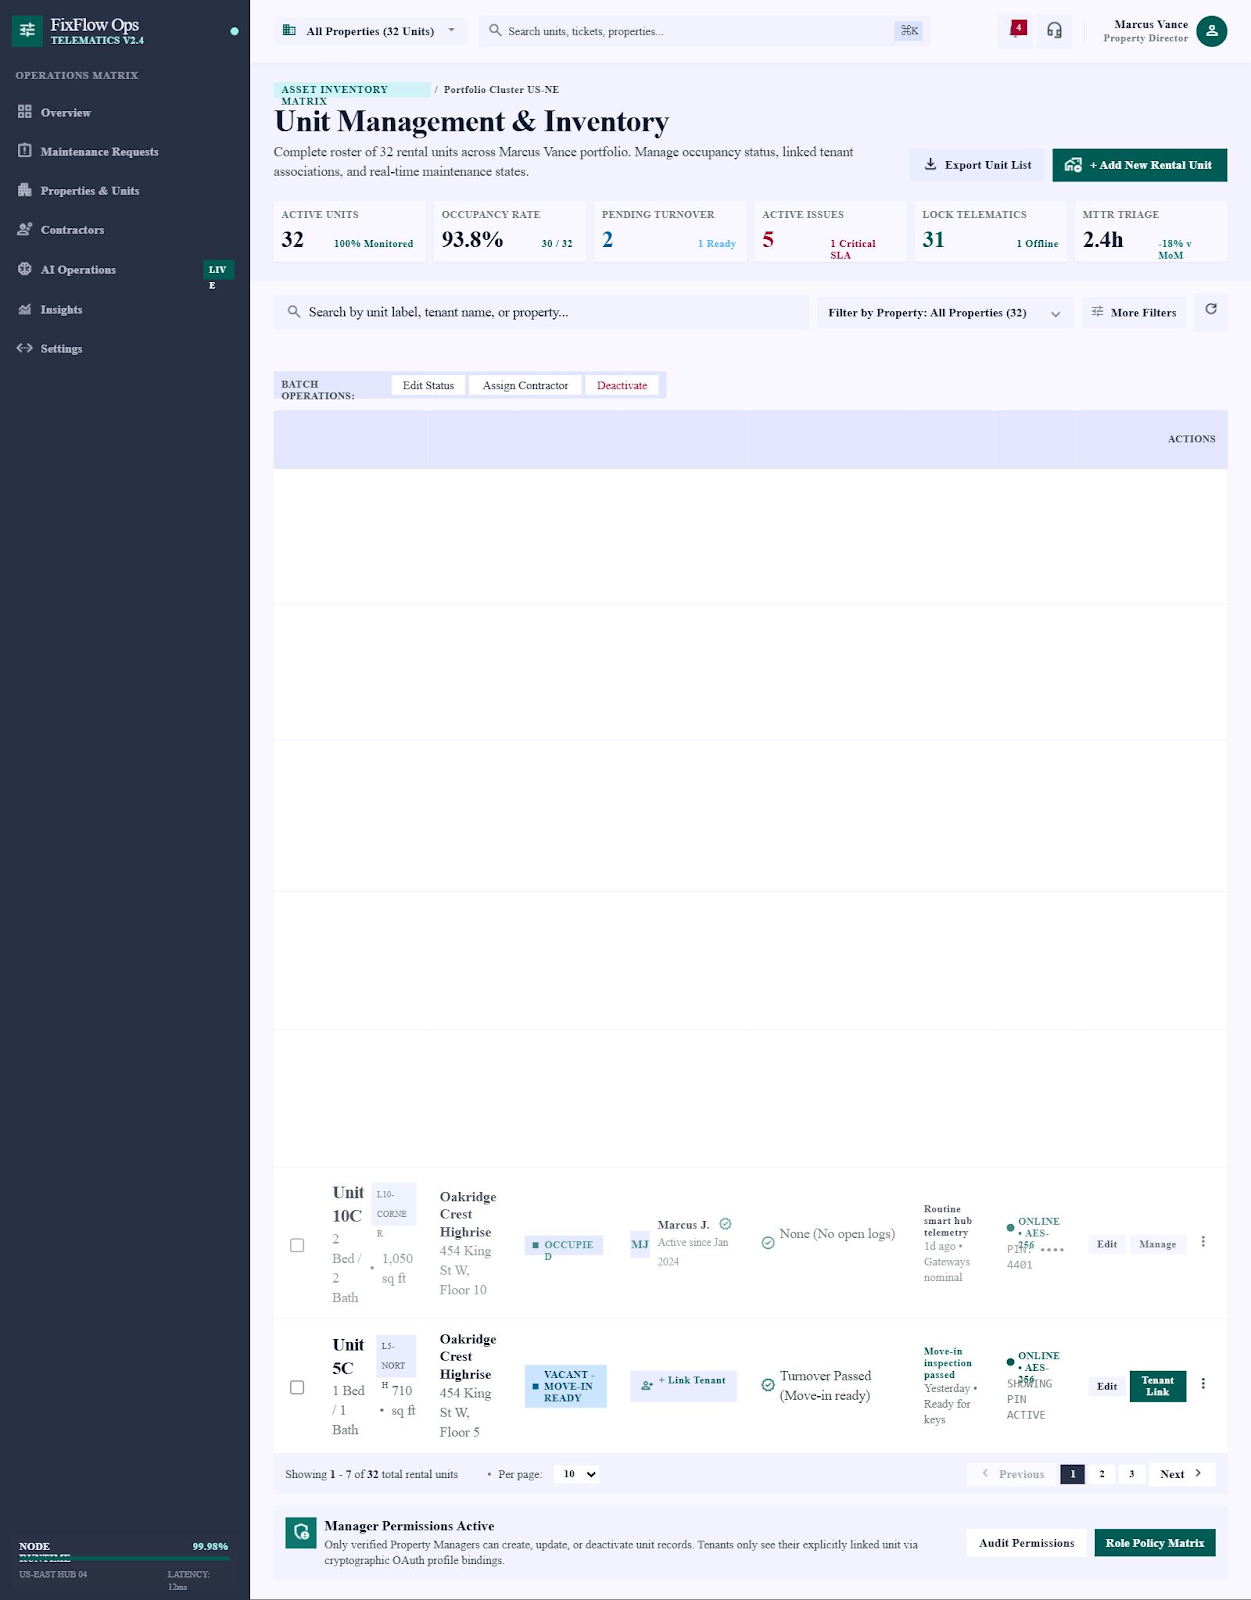 FixFlow Ops
TELEMATICS V2.4
OPERATIONS MATRIX
Overview
Maintenance Requests
Properties & Units
Contractors
AI Operations
LIV
E
Insights
Settings
NODE
RUNTIME
99.98%
US-EAST HUB 04
LATENCY:
12ms
All Properties (32 Units)
Search units, tickets, properties...
⌘K
4
Marcus Vance
Property Director
ASSET INVENTORY
MATRIX
/ Portfolio Cluster US-NE
Unit Management & Inventory
Complete roster of 32 rental units across Marcus Vance portfolio. Manage occupancy status, linked tenant
associations, and real-time maintenance states.
Export Unit List
+ Add New Rental Unit
ACTIVE UNITS
32
100% Monitored
OCCUPANCY RATE
93.8%
30 / 32
PENDING TURNOVER
2
1 Ready
ACTIVE ISSUES
5
1 Critical
SLA
LOCK TELEMATICS
31
1 Offline
MTTR TRIAGE
2.4h
-18% v
MoM
Search by unit label, tenant name, or property...
Filter by Property: All Properties (32)
More Filters
BATCH
OPERATIONS:
Edit Status
Assign Contractor
Deactivate
ACTIONS
Unit
10C
L10-
CORNE
R
2
Bed /
2
Bath
•
1,050
sq ft
Oakridge
Crest
Highrise
454 King
St W,
Floor 10
OCCUPIE
D
MJ
Marcus J.
Active since Jan
2024
None (No open logs)
Routine
smart hub
telemetry
1d ago •
Gateways
nominal
ONLINE
• AES-
256
PIN: ••••
4401
Edit
Manage
Unit
5C
L5-
NORT
H
1 Bed
/ 1
Bath
•
710
sq ft
Oakridge
Crest
Highrise
454 King
St W,
Floor 5
VACANT -
MOVE-IN
READY
+ Link Tenant
Turnover Passed
(Move-in ready)
Move-in
inspection
passed
Yesterday •
Ready for
keys
ONLINE
• AES-
256
SHOWING
PIN
ACTIVE
Edit
Tenant
Link
Showing 1 - 7 of 32 total rental units
• Per page:
10
Previous
1
2
3
Next
Manager Permissions Active
Only verified Property Managers can create, update, or deactivate unit records. Tenants only see their explicitly linked unit via
cryptographic OAuth profile bindings.
Audit Permissions
Role Policy Matrix